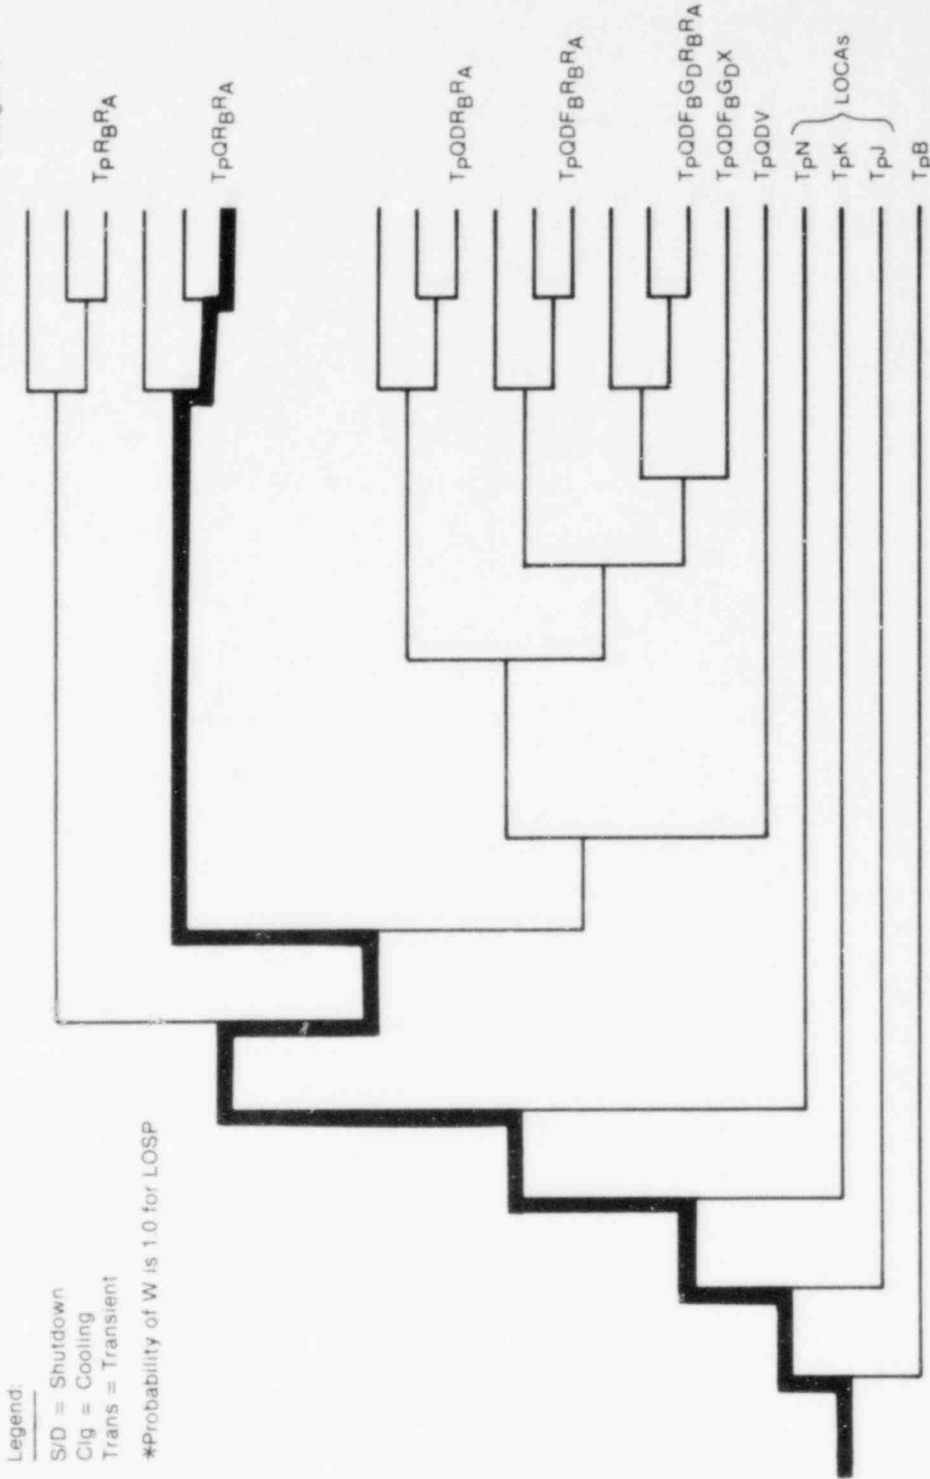 Legend:
S/D = Shutdown
Clg = Cooling
Trans = Transient
*Probability of W is 1.0 for LOSP
TPRBRA
TPQRBRA
TPQDRBRA
TPQDFBRBRA
TPQDFBGDRBRA
TPQDFBGDX
TPQDV
TPN
TPK
TPJ
LOCAs
TPB